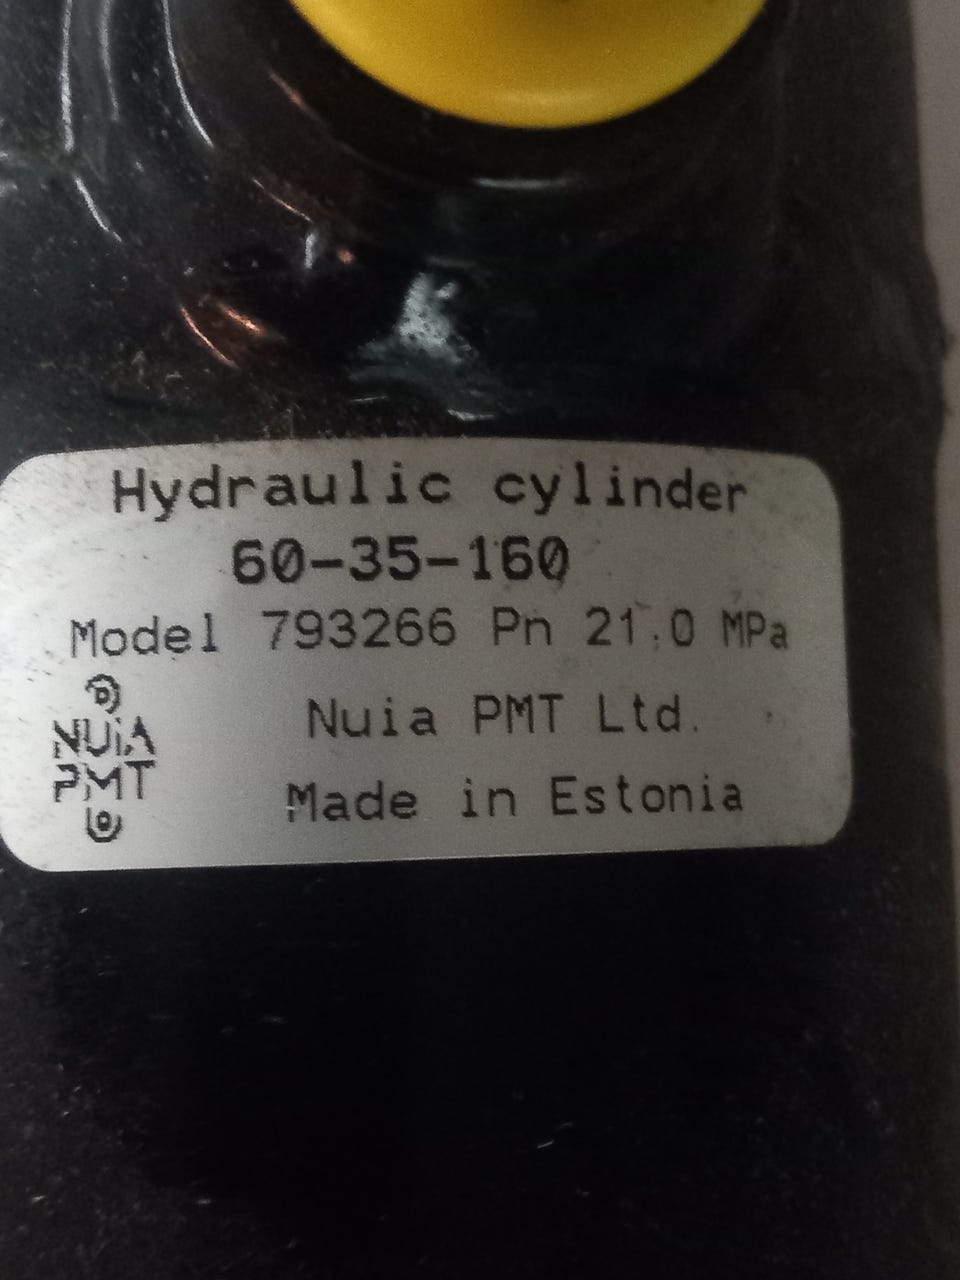 Hydraulic cylinder
60-35-160
Model 793266 Pn 21.0 MPa
NUiA
PMT
Nuia PMT Ltd.
Made in Estonia